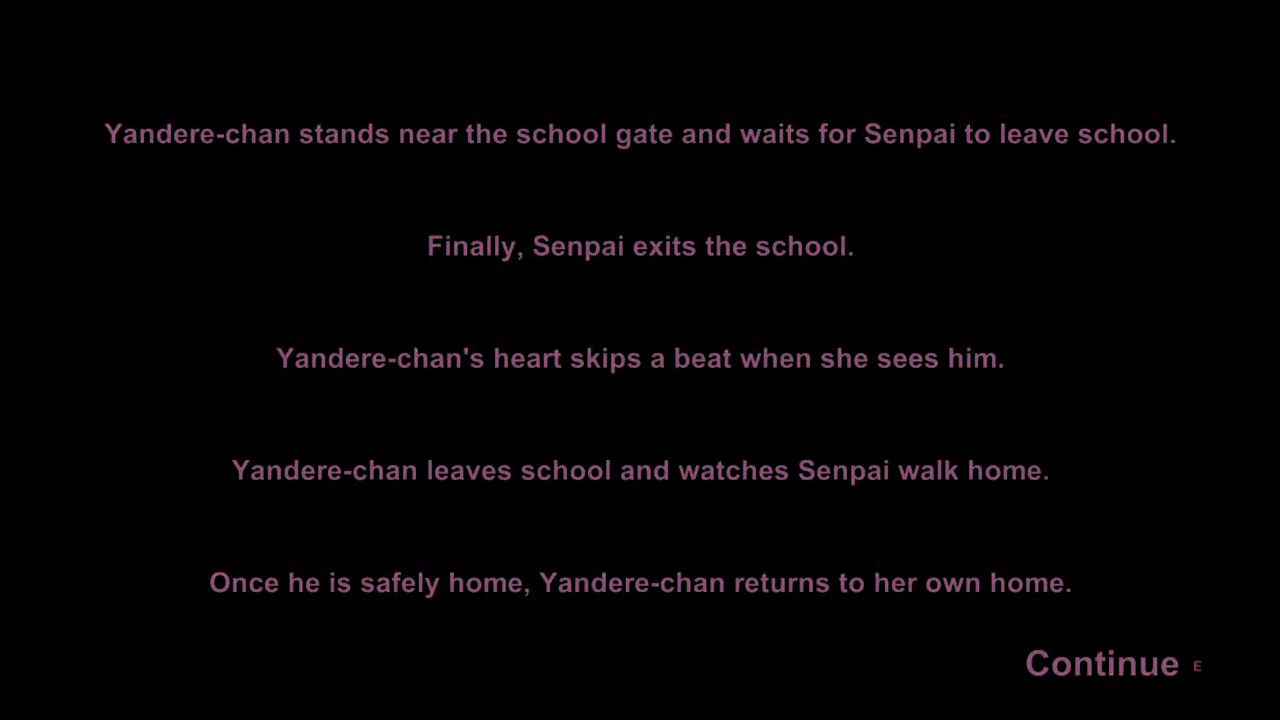 Yandere-chan stands near the school gate and waits for Senpai to leave school.
Finally, Senpai exits the school.
Yandere-chan's heart skips a beat when she sees him.
Yandere-chan leaves school and watches Senpai walk home.
Once he is safely home, Yandere-chan returns to her own home.
Continue E